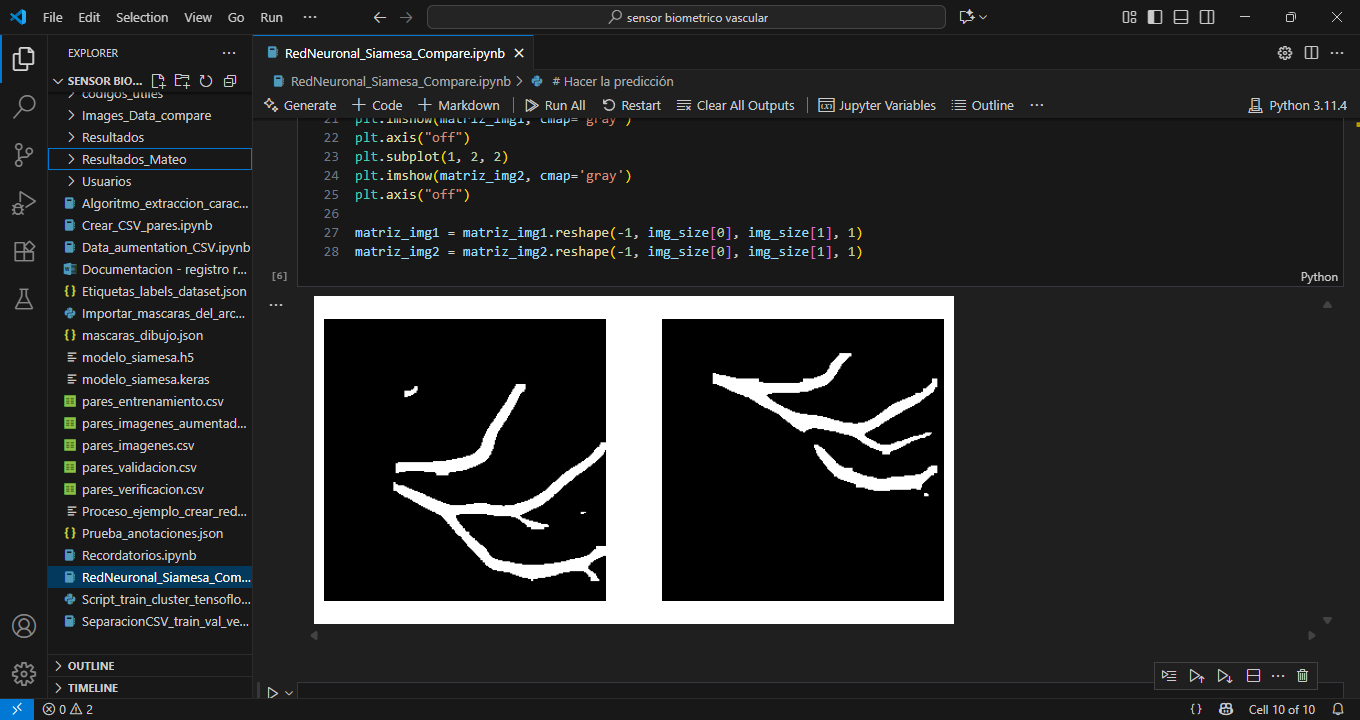 File Edit Selection View Go Run ···
sensor biometrico vascular
EXPLORER
SENSOR BIO...
codigos_utiles
Images_Data_compare
Resultados
Resultados_Mateo
Usuarios
Algoritmo_extraccion_carac...
Crear_CSV_pares.ipynb
Data_aumentation_CSV.ipynb
Documentacion - registro r...
Etiquetas_labels_dataset.json
Importar_mascaras_del_arc...
mascaras_dibujo.json
modelo_siamesa.h5
modelo_siamesa.keras
pares_entrenamiento.csv
pares_imagenes_aumentad...
pares_imagenes.csv
pares_validacion.csv
pares_verificacion.csv
Proceso_ejemplo_crear_red...
Prueba_anotaciones.json
Recordatorios.ipynb
RedNeuronal_Siamesa_Com...
Script_train_cluster_tensoflo...
SeparacionCSV_train_val_ve...
OUTLINE
TIMELINE
RedNeuronal_Siamesa_Compare.ipynb
RedNeuronal_Siamesa_Compare.ipynb > # Hacer la predicción
Generate + Code + Markdown Run All Restart Clear All Outputs Jupyter Variables Outline ··· Python 3.11.4
21 plt.imshow(matriz_img1, cmap='gray')
22 plt.axis("off")
23 plt.subplot(1, 2, 2)
24 plt.imshow(matriz_img2, cmap='gray')
25 plt.axis("off")
26
27 matriz_img1 = matriz_img1.reshape(-1, img_size[0], img_size[1], 1)
28 matriz_img2 = matriz_img2.reshape(-1, img_size[0], img_size[1], 1)
[6]
Python
0 2
Cell 10 of 10